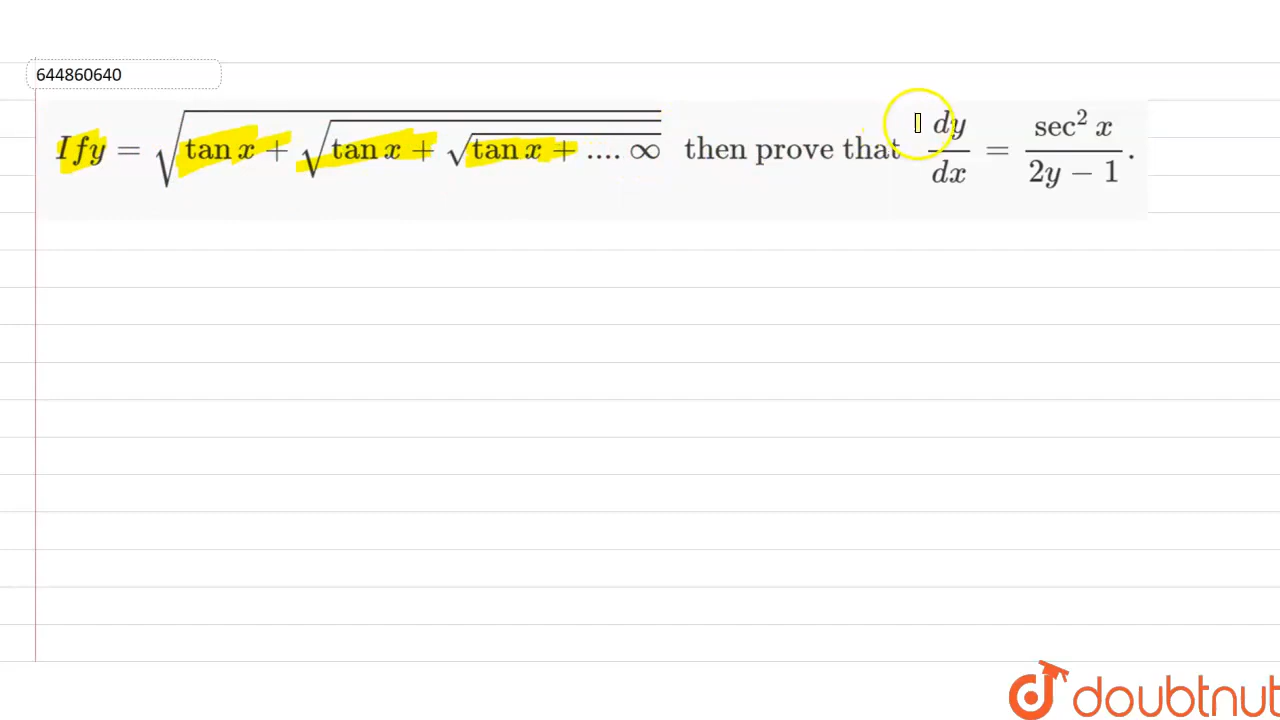 644860640
If y = √(tan x + √(tan x + √(tan x + .... ∞))) then prove that dy/dx = sec² x/(2y − 1).
doubtnut